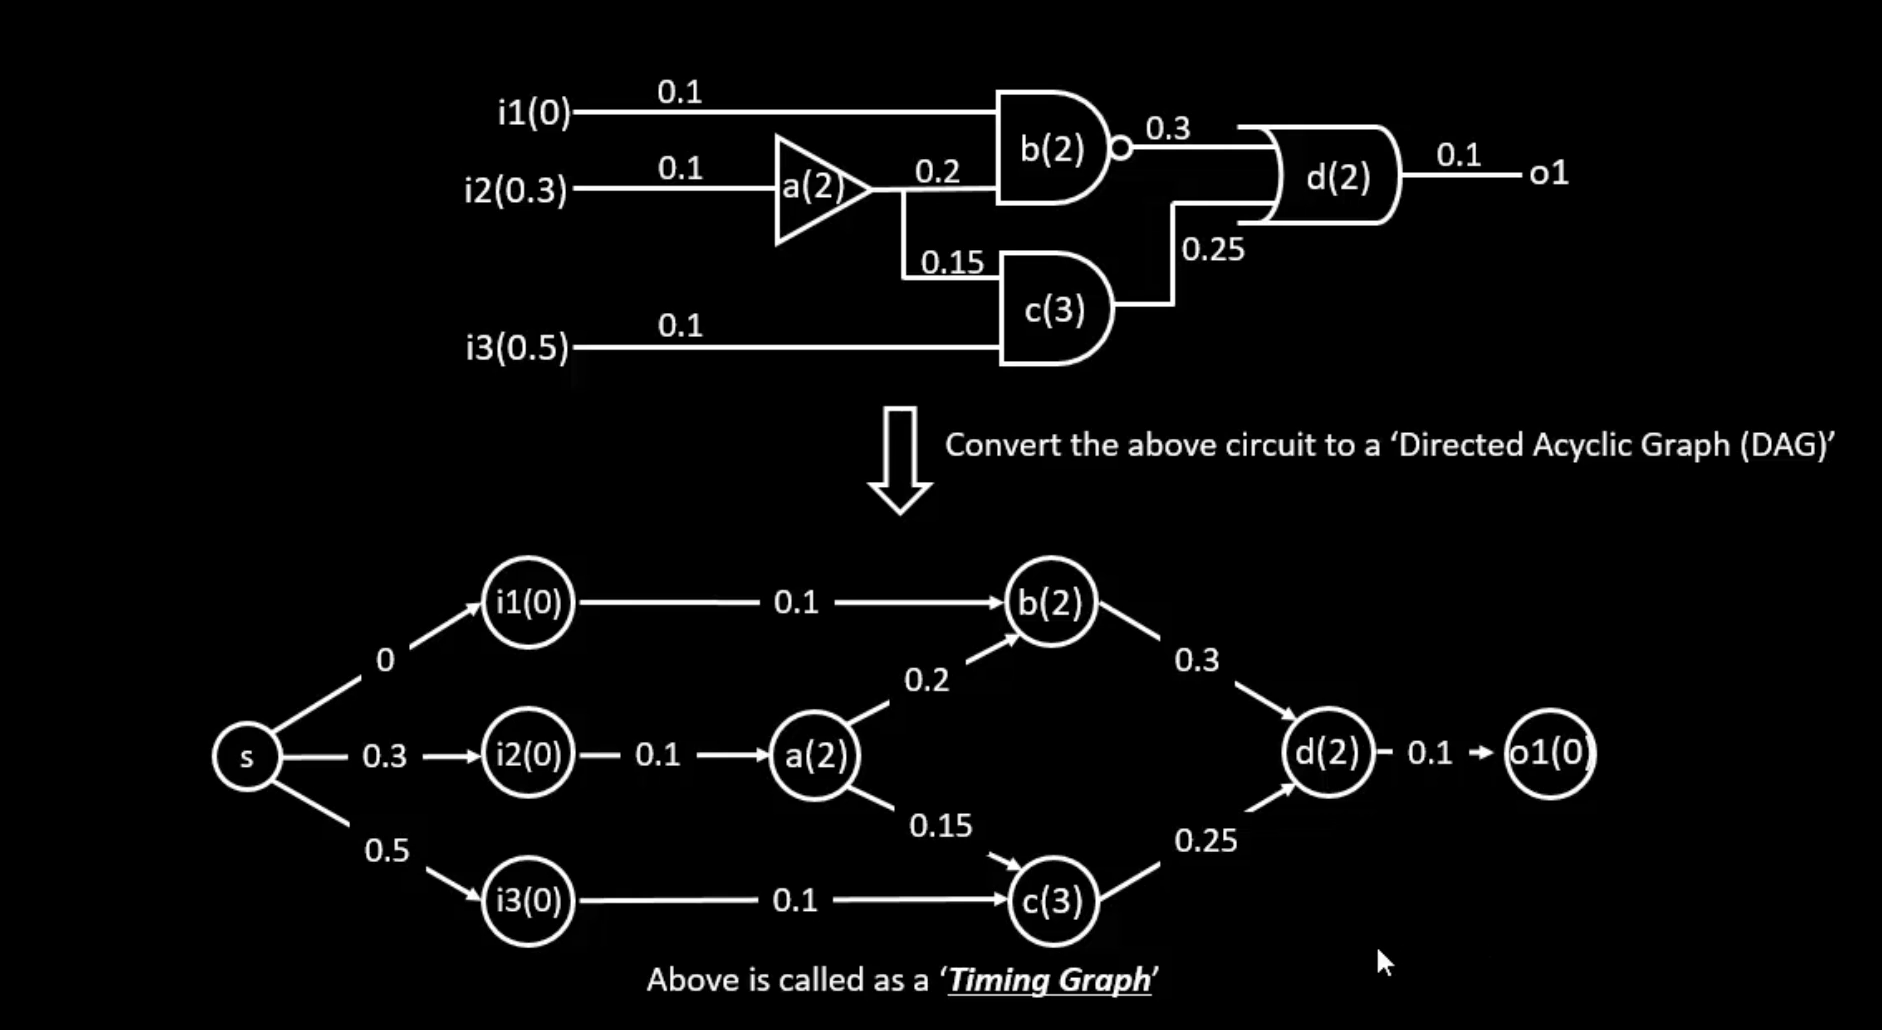 0.1
i1(0)
b(2)
0.3
0.1
i2(0.3)
a(2)
0.2
d(2)
0.1
o1
0.15
0.25
c(3)
0.1
i3(0.5)
Convert the above circuit to a ‘Directed Acyclic Graph (DAG)’
i1(0)
0.1
b(2)
0
0.2
0.3
s
0.3
i2(0)
0.1
a(2)
d(2)
0.1
o1(0)
0.15
0.5
0.25
i3(0)
0.1
c(3)
Above is called as a ‘Timing Graph’